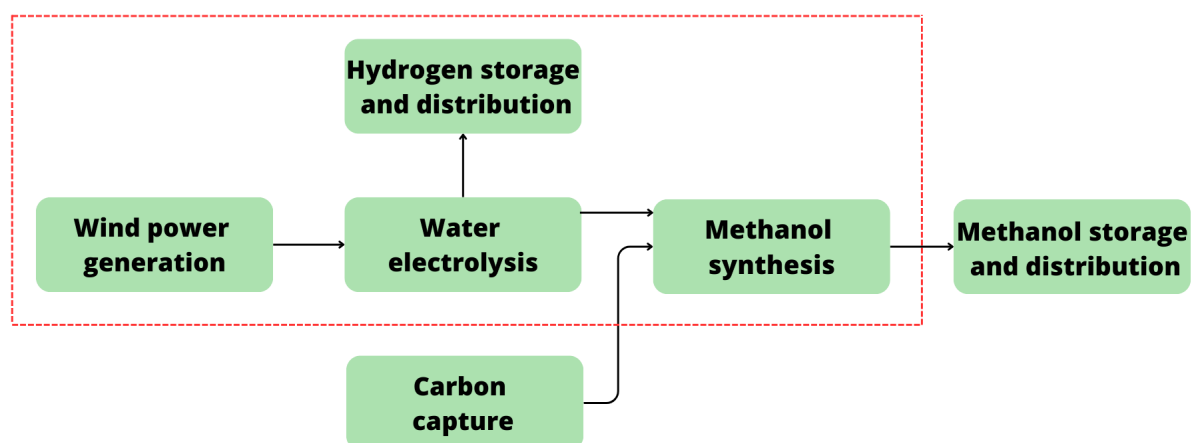 Hydrogen storage
and distribution
Wind power
generation
Water
electrolysis
Methanol
synthesis
Methanol storage
and distribution
Carbon
capture